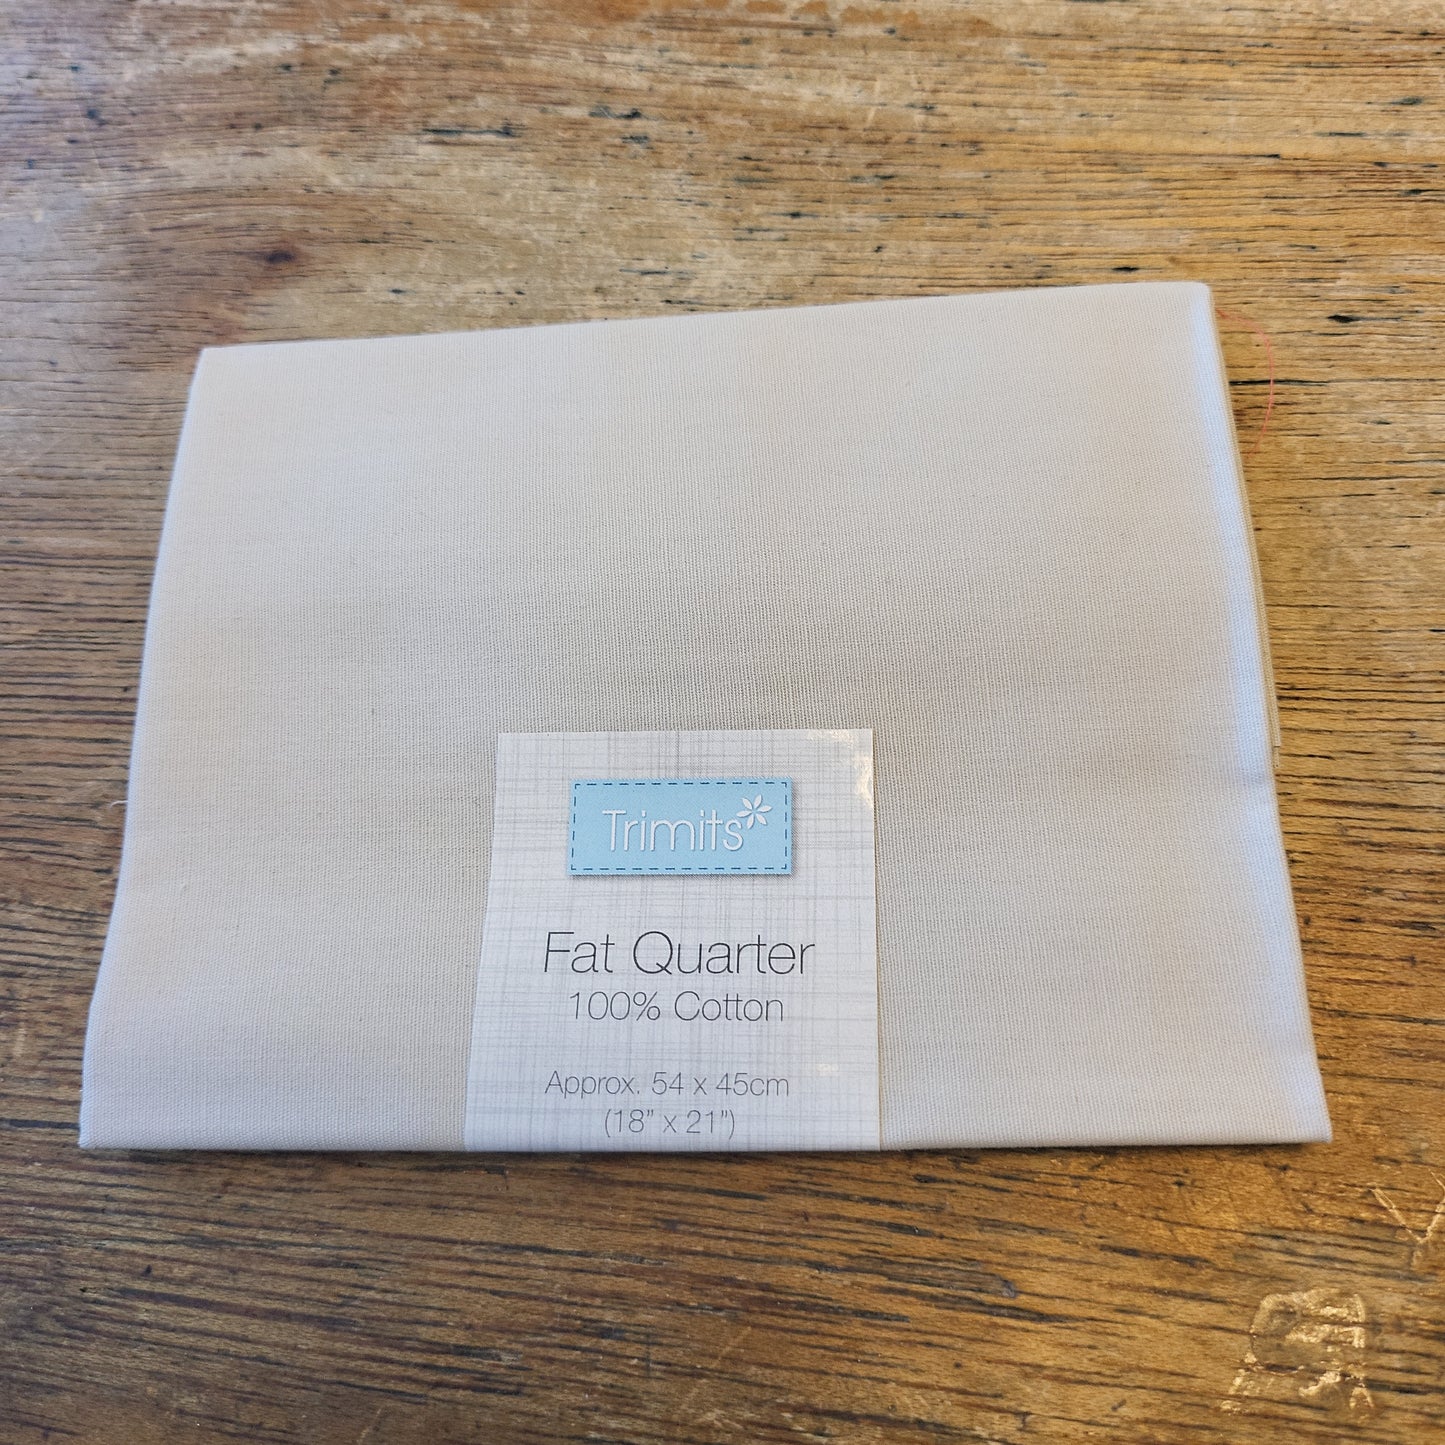 Trimits
Fat Quarter
100% Cotton
Approx. 54 x 45cm
(18” x 21”)